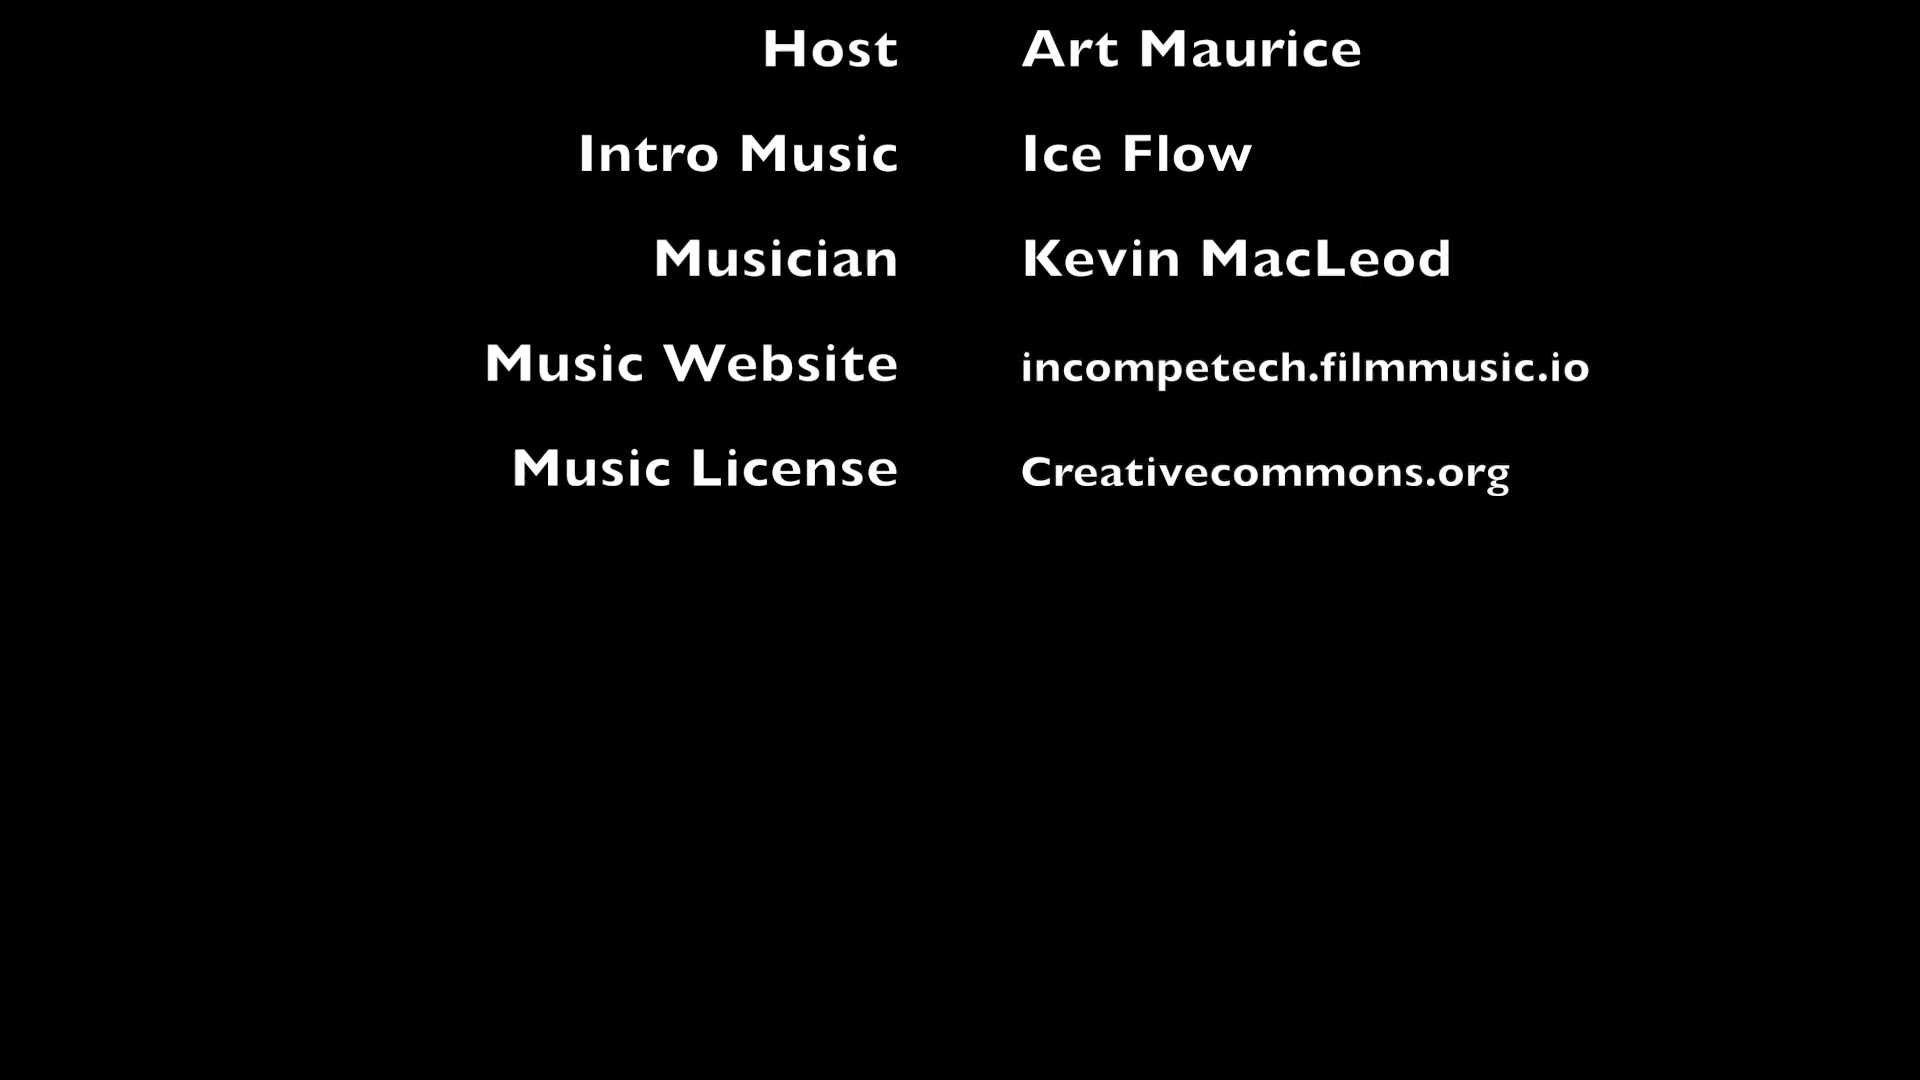 Host Art Maurice
Intro Music Ice Flow
Musician Kevin MacLeod
Music Website incompetech.filmmusic.io
Music License Creativecommons.org